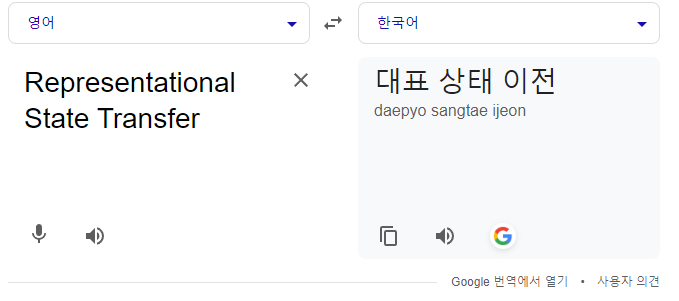 영어
한국어
Representational
State Transfer
대표 상태 이전
daepyo sangtae ijeon
Google 번역에서 열기 • 사용자 의견